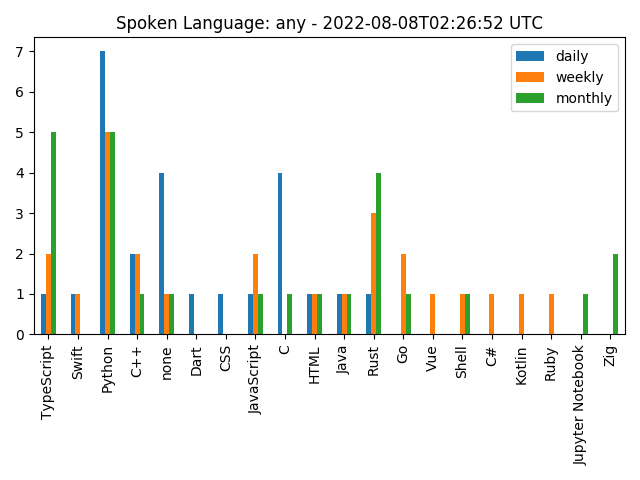 Spoken Language: any - 2022-08-08T02:26:52 UTC
daily
weekly
monthly
7
6
5
4
3
2
1
0
TypeScript
Swift
Python
C++
none
Dart
CSS
JavaScript
C
HTML
Java
Rust
Go
Vue
Shell
C#
Kotlin
Ruby
Jupyter Notebook
Zig